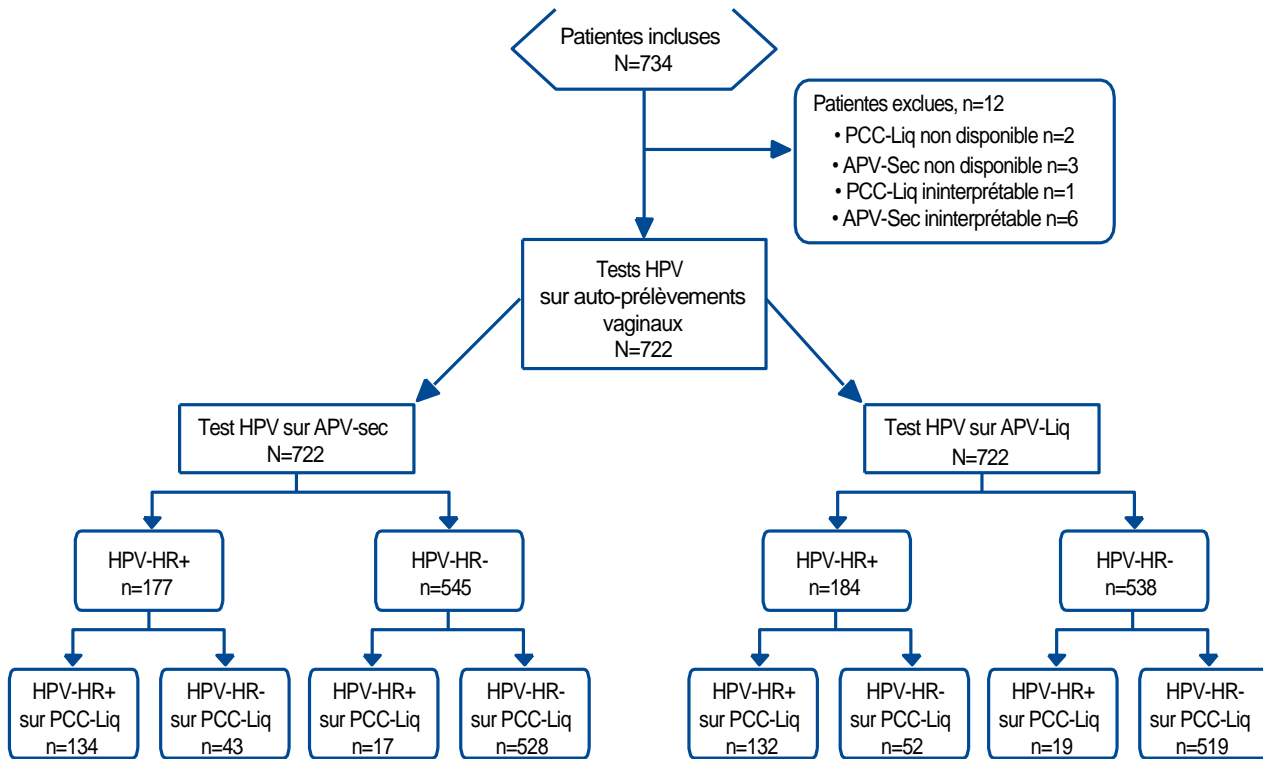 Patientes incluses
N=734
Patientes exclues, n=12
• PCC-Liq non disponible n=2
• APV-Sec non disponible n=3
• PCC-Liq ininterprétable n=1
• APV-Sec ininterprétable n=6
Tests HPV
sur auto-prélèvements
vaginaux
N=722
Test HPV sur APV-sec
N=722
Test HPV sur APV-Liq
N=722
HPV-HR+
n=177
HPV-HR-
n=545
HPV-HR+
n=184
HPV-HR-
n=538
HPV-HR+
sur PCC-Liq
n=134
HPV-HR-
sur PCC-Liq
n=43
HPV-HR+
sur PCC-Liq
n=17
HPV-HR-
sur PCC-Liq
n=528
HPV-HR+
sur PCC-Liq
n=132
HPV-HR-
sur PCC-Liq
n=52
HPV-HR+
sur PCC-Liq
n=19
HPV-HR-
sur PCC-Liq
n=519